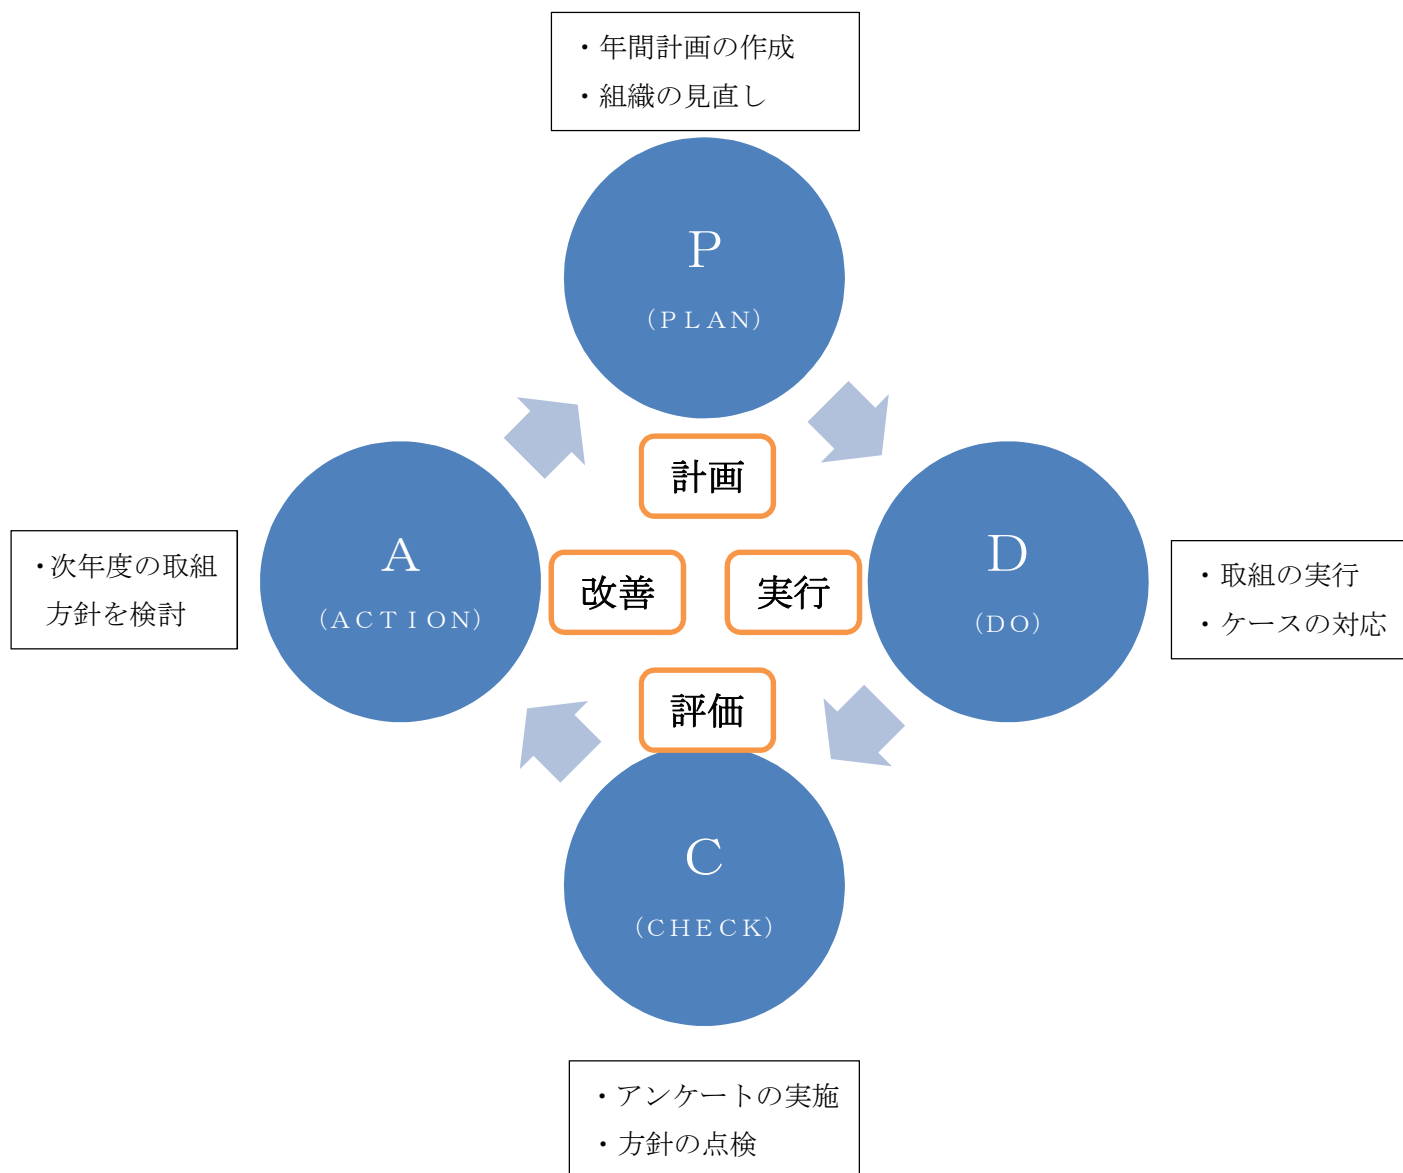 ・年間計画の作成
・組織の見直し
P
（PLAN）
計画
A
（ACTION）
・次年度の取組
方針を検討
改善
実行
D
（DO）
・取組の実行
・ケースの対応
評価
C
（CHECK）
・アンケートの実施
・方針の点検